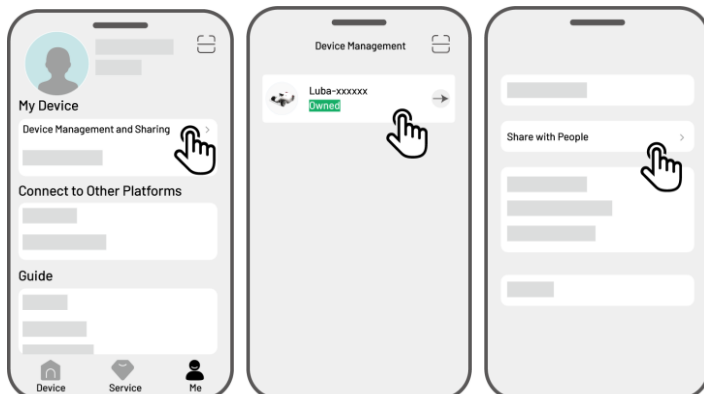 My Device
Device Management and Sharing
Connect to Other Platforms
Guide
Device
Service
Me
Device Management
Luba-xxxxxx
Owned
Share with People